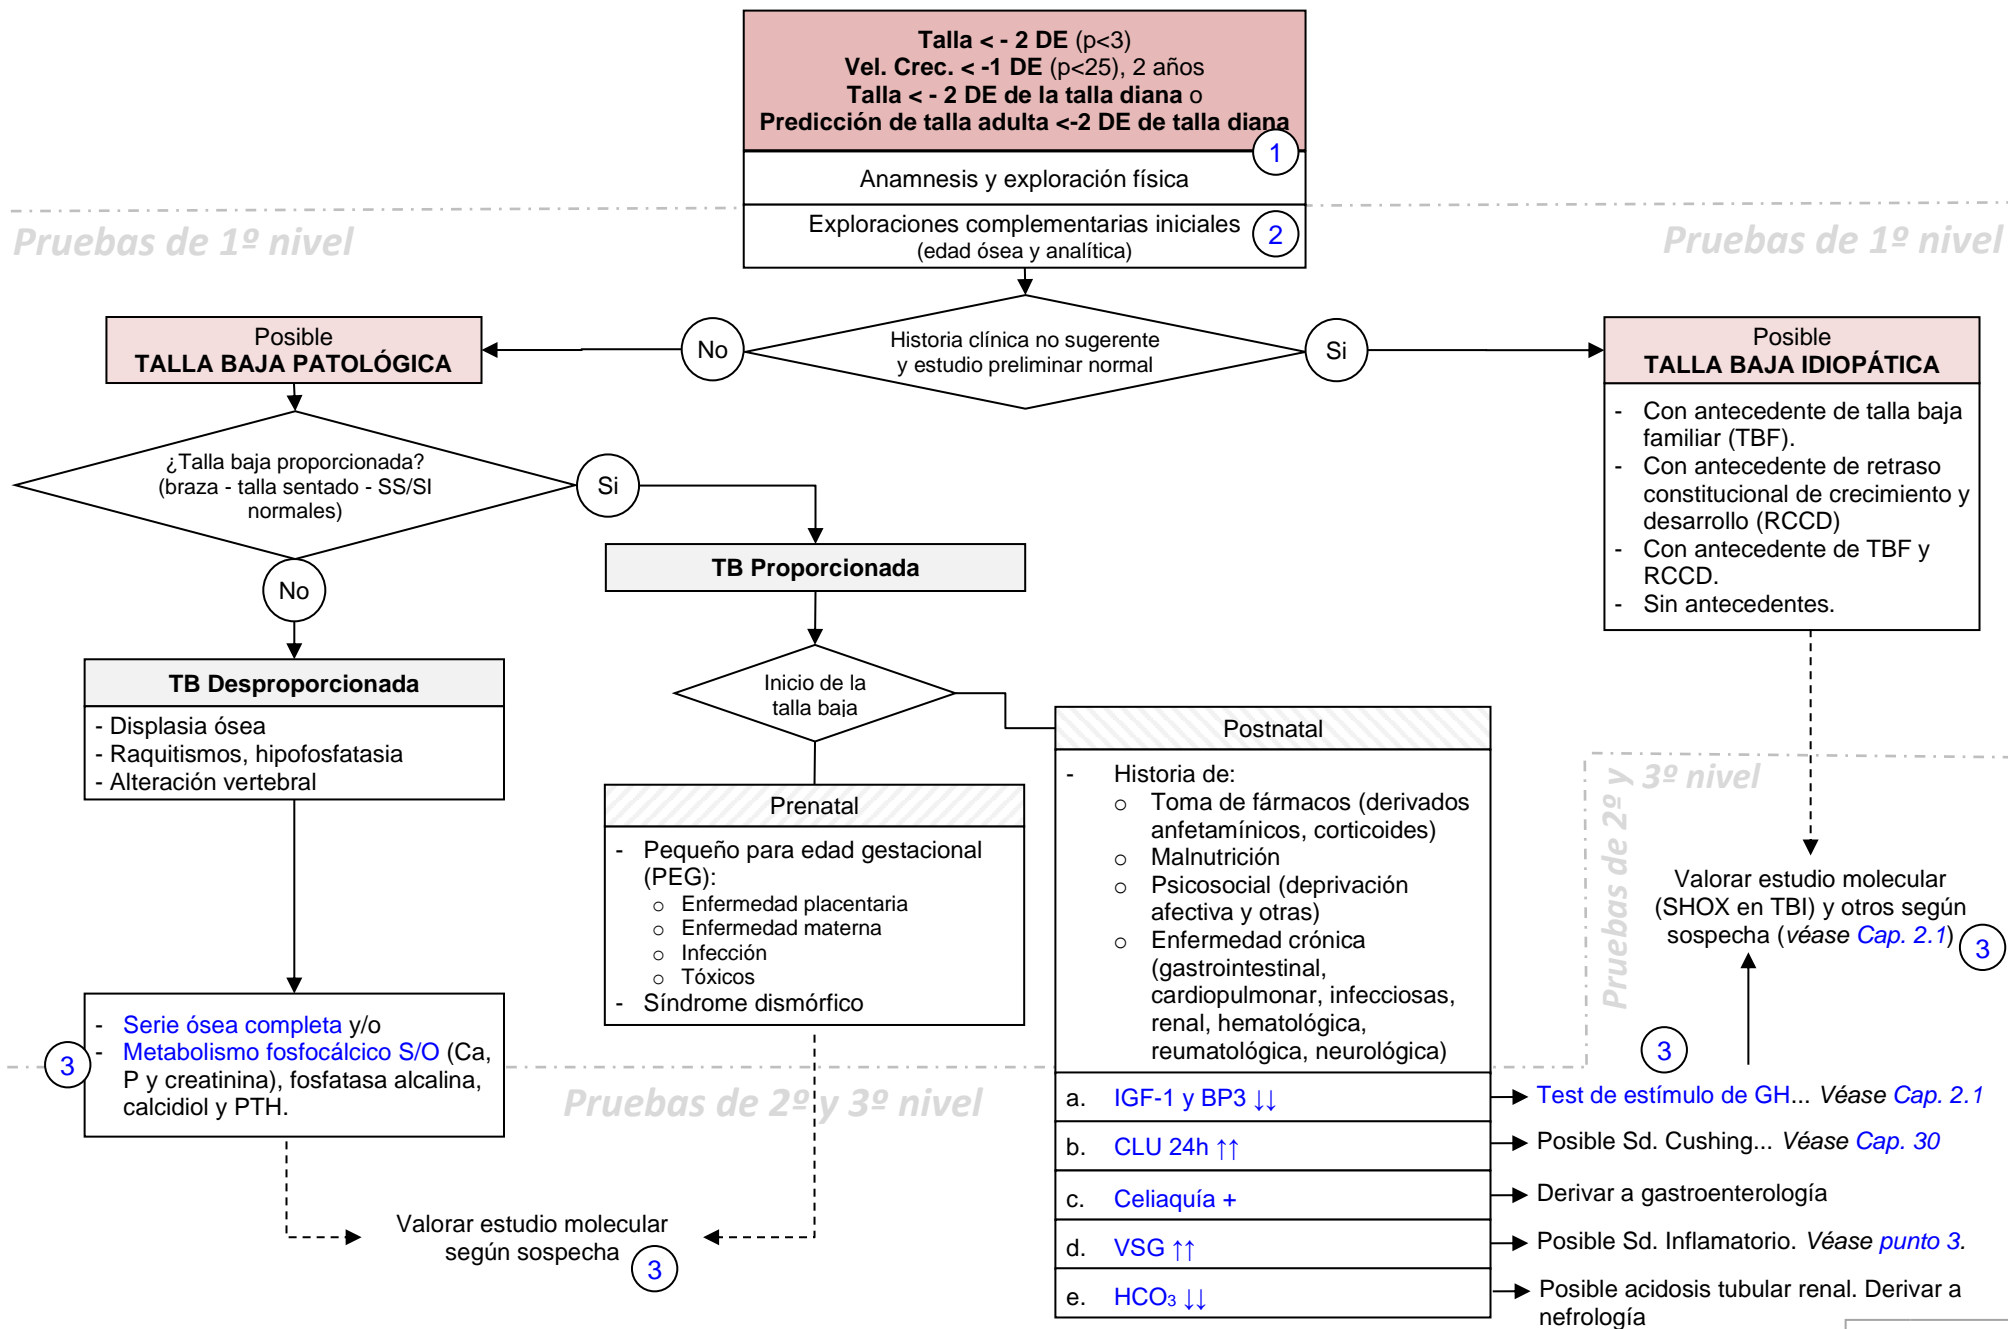 Talla < - 2 DE (p<3)
Vel. Crec. < -1 DE (p<25), 2 años
Talla < - 2 DE de la talla diana o
Predicción de talla adulta <-2 DE de talla diana
1
Anamnesis y exploración física
Exploraciones complementarias iniciales
(edad ósea y analítica)
2
Pruebas de 1º nivel
Pruebas de 1º nivel
Historia clínica no sugerente
y estudio preliminar normal
No
Si
Posible
TALLA BAJA PATOLÓGICA
¿Talla baja proporcionada?
(braza - talla sentado - SS/SI
normales)
Si
No
TB Desproporcionada
- Displasia ósea
- Raquitismos, hipofosfatasia
- Alteración vertebral
- Serie ósea completa y/o
- Metabolismo fosfocálcico S/O (Ca,
P y creatinina), fosfatasa alcalina,
calcidiol y PTH.
3
TB Proporcionada
Inicio de la
talla baja
Prenatal
- Pequeño para edad gestacional
(PEG):
o Enfermedad placentaria
o Enfermedad materna
o Infección
o Tóxicos
- Síndrome dismórfico
Pruebas de 2º y 3º nivel
Valorar estudio molecular
según sospecha
3
Postnatal
- Historia de:
o Toma de fármacos (derivados
anfetamínicos, corticoides)
o Malnutrición
o Psicosocial (deprivación
afectiva y otras)
o Enfermedad crónica
(gastrointestinal,
cardiopulmonar, infecciosas,
renal, hematológica,
reumatológica, neurológica)
a. IGF-1 y BP3 ↓↓
b. CLU 24h ↑↑
c. Celiaquía +
d. VSG ↑↑
e. HCO₃ ↓↓
Test de estímulo de GH... Véase Cap. 2.1
Posible Sd. Cushing... Véase Cap. 30
Derivar a gastroenterología
Posible Sd. Inflamatorio. Véase punto 3.
Posible acidosis tubular renal. Derivar a
nefrología
Posible
TALLA BAJA IDIOPÁTICA
- Con antecedente de talla baja
familiar (TBF).
- Con antecedente de retraso
constitucional de crecimiento y
desarrollo (RCCD)
- Con antecedente de TBF y
RCCD.
- Sin antecedentes.
Pruebas de 2º y
3º nivel
Valorar estudio molecular
(SHOX en TBI) y otros según
sospecha (véase Cap. 2.1)
3
3